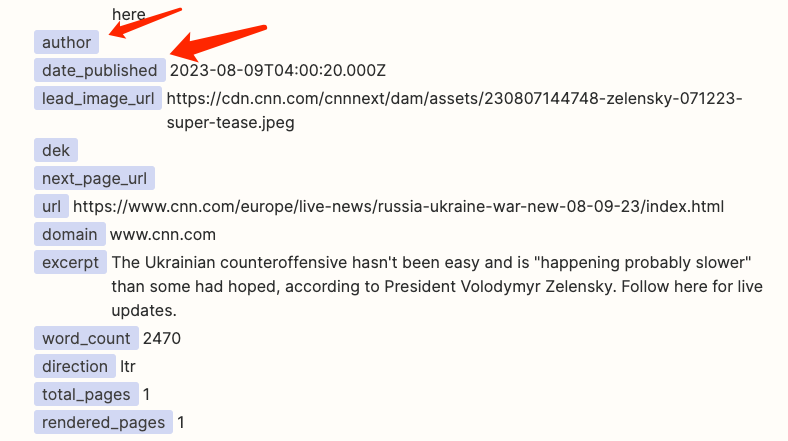 here
author
date_published 2023-08-09T04:00:20.000Z
lead_image_url https://cdn.cnn.com/cnnnext/dam/assets/230807144748-zelensky-071223-
super-tease.jpeg
dek
next_page_url
url https://www.cnn.com/europe/live-news/russia-ukraine-war-new-08-09-23/index.html
domain www.cnn.com
excerpt The Ukrainian counteroffensive hasn't been easy and is "happening probably slower"
than some had hoped, according to President Volodymyr Zelensky. Follow here for live
updates.
word_count 2470
direction ltr
total_pages 1
rendered_pages 1